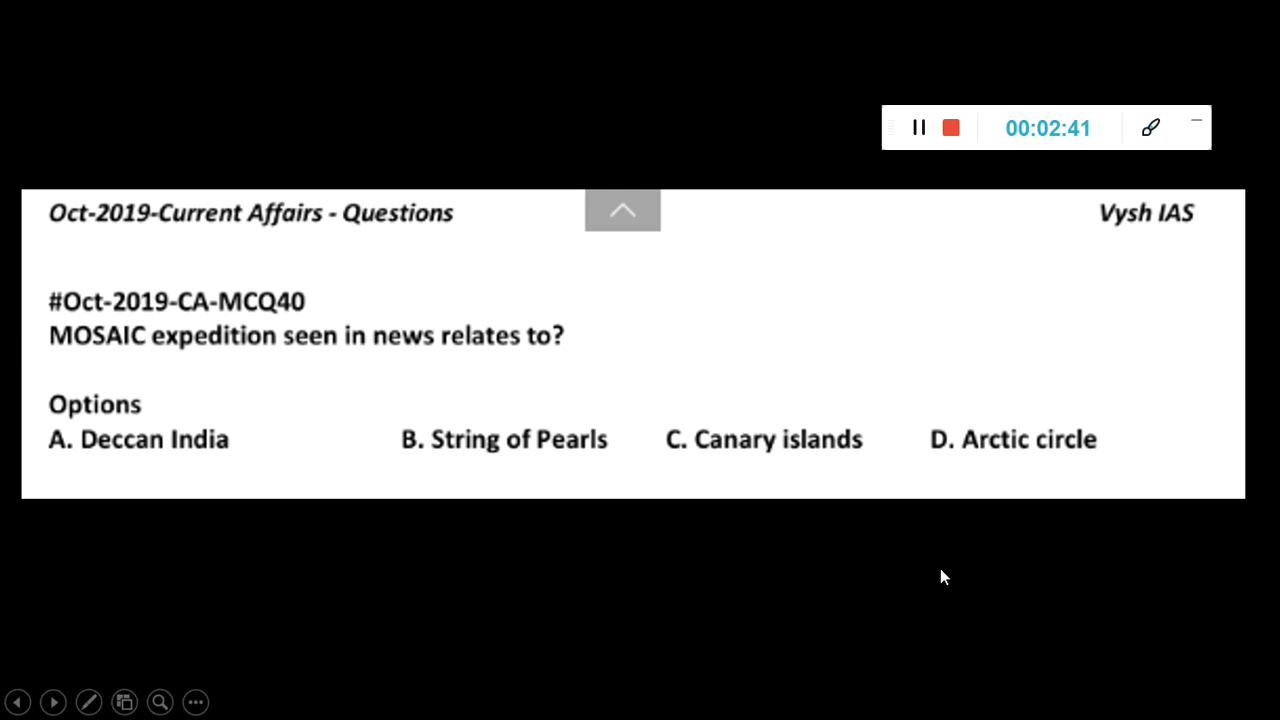 00:02:41
Oct-2019-Current Affairs - Questions Vysh IAS
#Oct-2019-CA-MCQ40
MOSAIC expedition seen in news relates to?
Options
A. Deccan India B. String of Pearls C. Canary islands D. Arctic circle